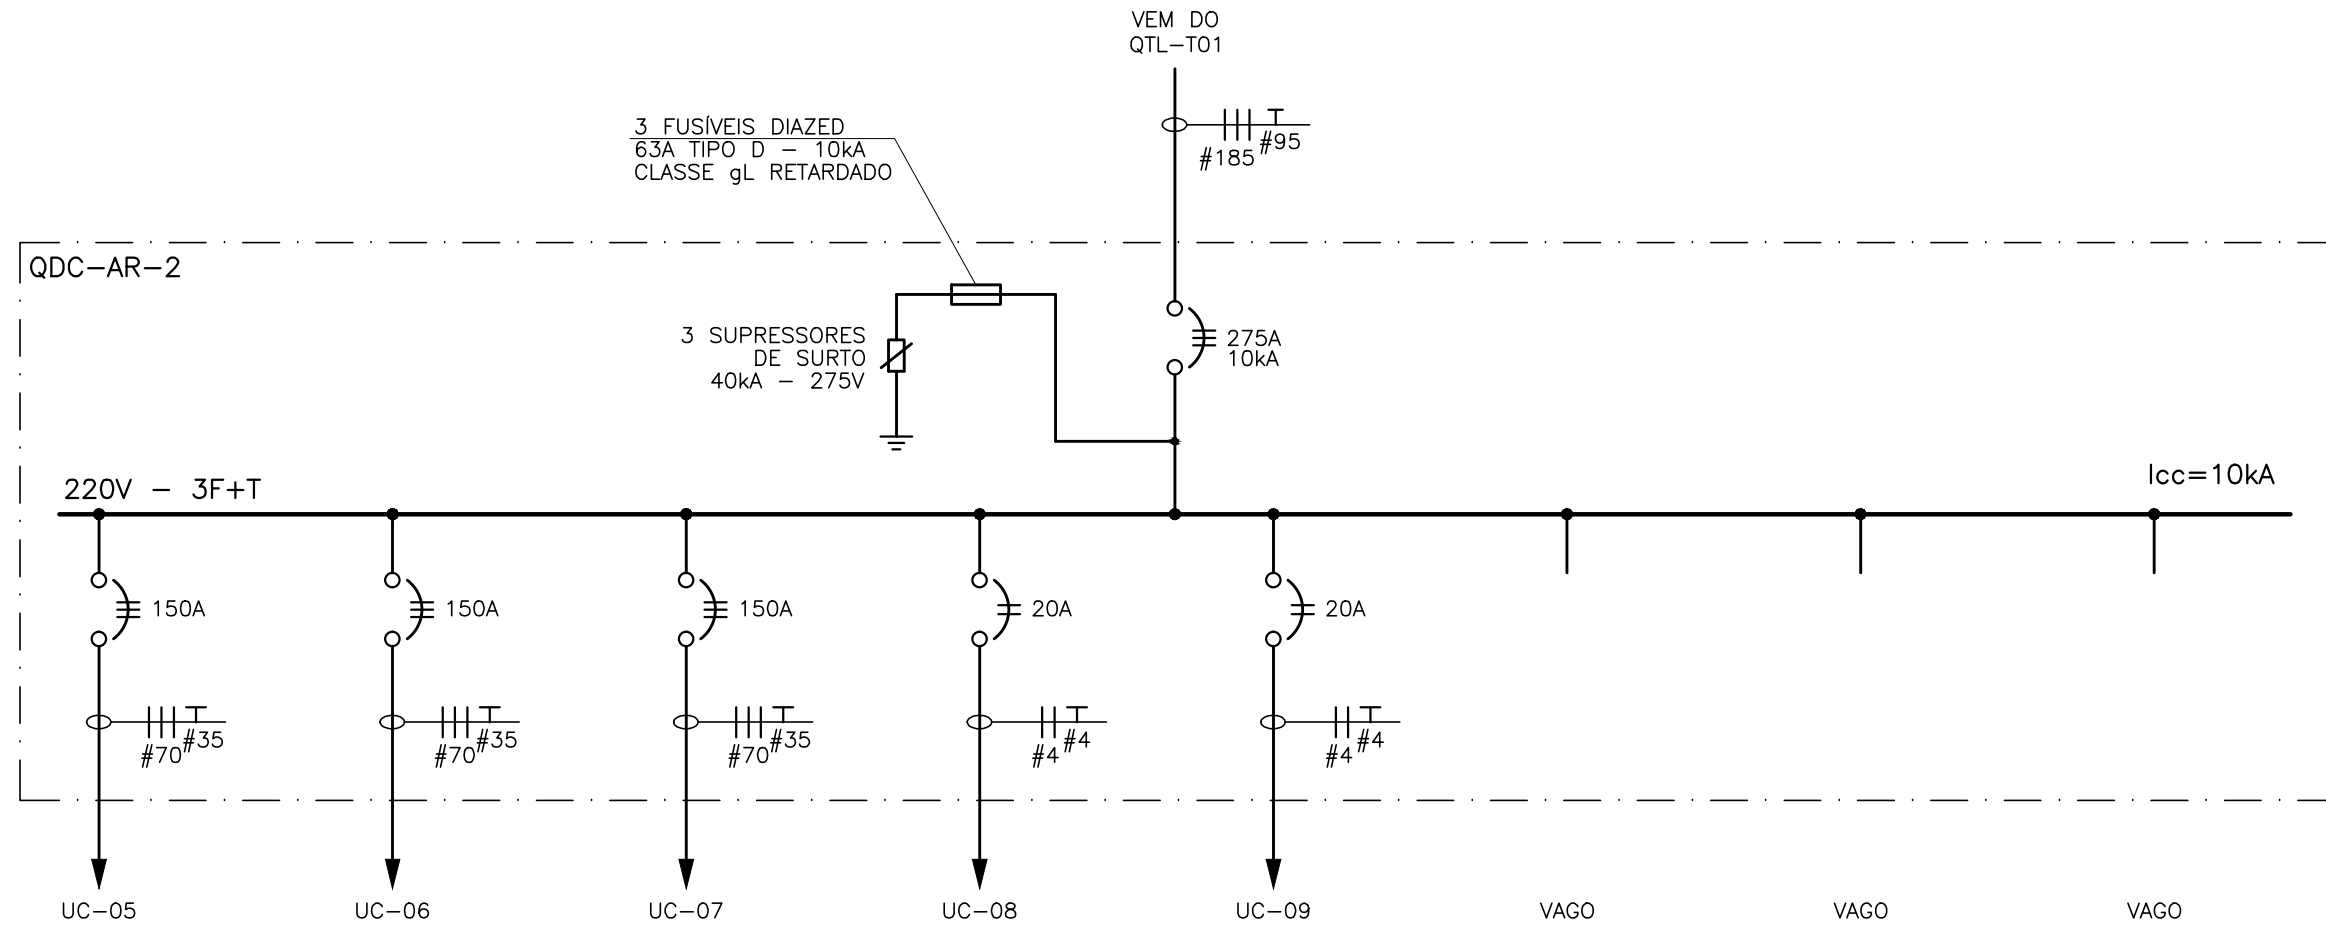 VEM DO
QTL-T01
#95
#185
3 FUSÍVEIS DIAZED
63A TIPO D - 10kA
CLASSE gL RETARDADO
QDC-AR-2
3 SUPRESSORES
DE SURTO
40kA - 275V
275A
10kA
220V - 3F+T
Icc=10kA
150A
150A
150A
20A
20A
#70 #35
#70 #35
#70 #35
#4 #4
#4 #4
UC-05
UC-06
UC-07
UC-08
UC-09
VAGO
VAGO
VAGO